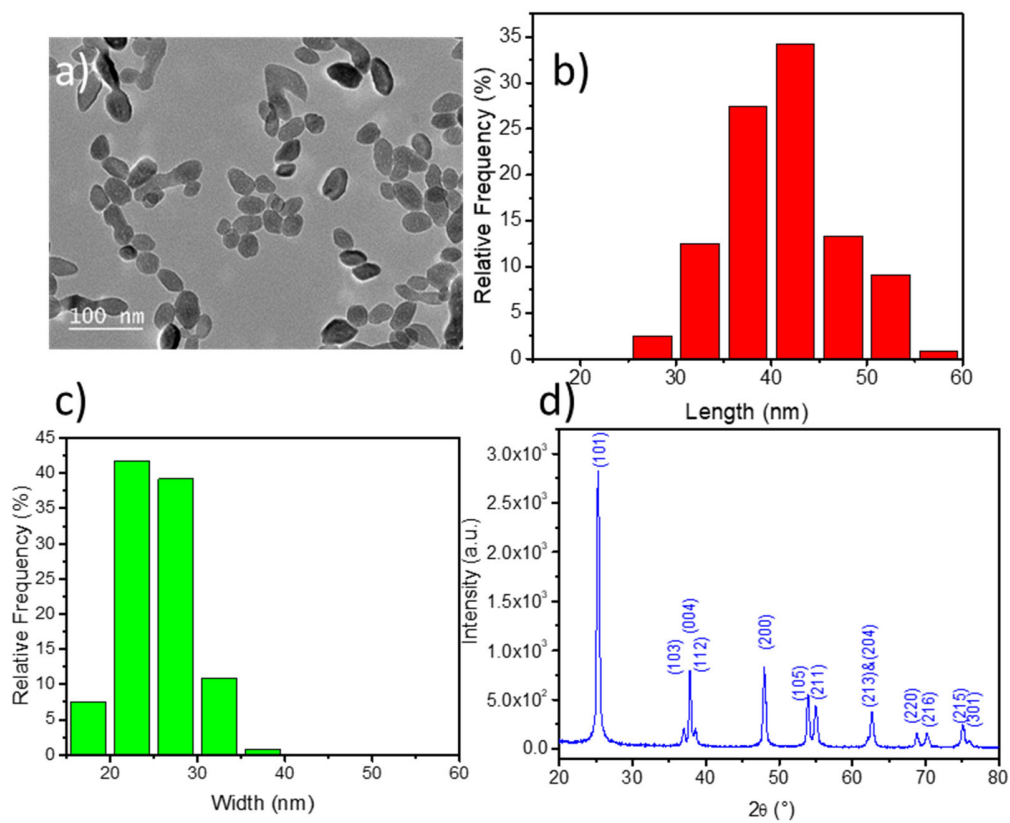 a)
100 nm
b)
Relative Frequency (%)
35
30
25
20
15
10
5
0
20 30 40 50 60
Length (nm)
c)
Relative Frequency (%)
45
40
35
30
25
20
15
10
5
0
20 30 40 50 60
Width (nm)
d)
Intensity (a.u.)
3.0x10³
2.5x10³
2.0x10³
1.5x10³
1.0x10³
5.0x10²
0.0
(101)
(103)
(004)
(112)
(200)
(105)
(211)
(213)&(204)
(220)
(216)
(215)
(301)
20 30 40 50 60 70 80
2θ (°)